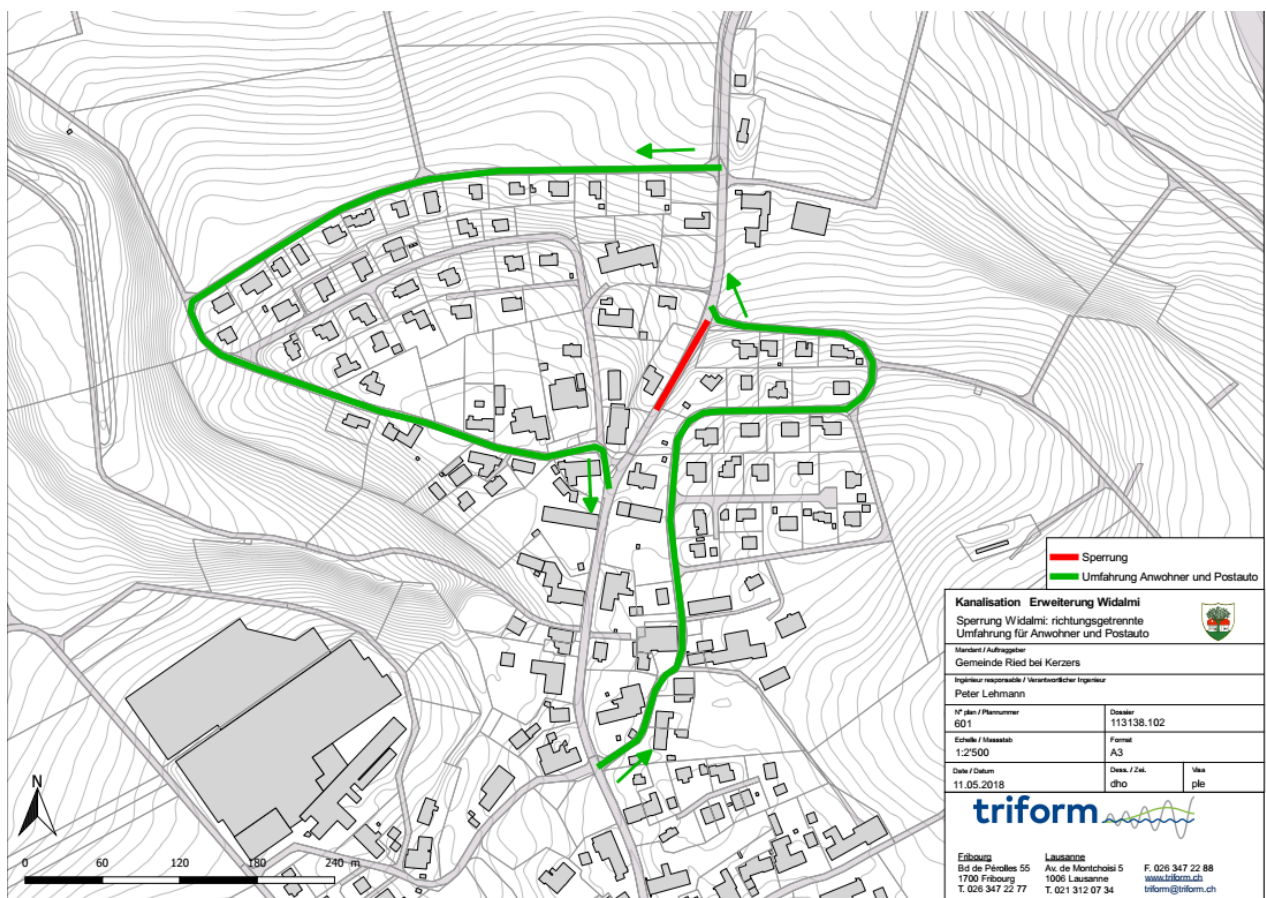 Sperrung
Umfahrung Anwohner und Postauto
Kanalisation Erweiterung Widalmi
Sperrung Widalmi: richtungsgetrennte
Umfahrung für Anwohner und Postauto
Mandant / Auftraggeber
Gemeinde Ried bei Kerzers
Ingénieur responsable / Verantwortlicher Ingenieur
Peter Lehmann
N° plan / Plannummer
601
Dossier
113138.102
Echelle / Massstab
1:2'500
Format
A3
Date / Datum
11.05.2018
Dess. / Zei.
dho
Visa
ple
triform
Fribourg
Bd de Pérolles 55
1700 Fribourg
T. 026 347 22 77
Lausanne
Av. de Montchoisi 5
1006 Lausanne
T. 021 312 07 34
F. 026 347 22 88
www.triform.ch
triform@triform.ch
N
0 60 120 180 240 m